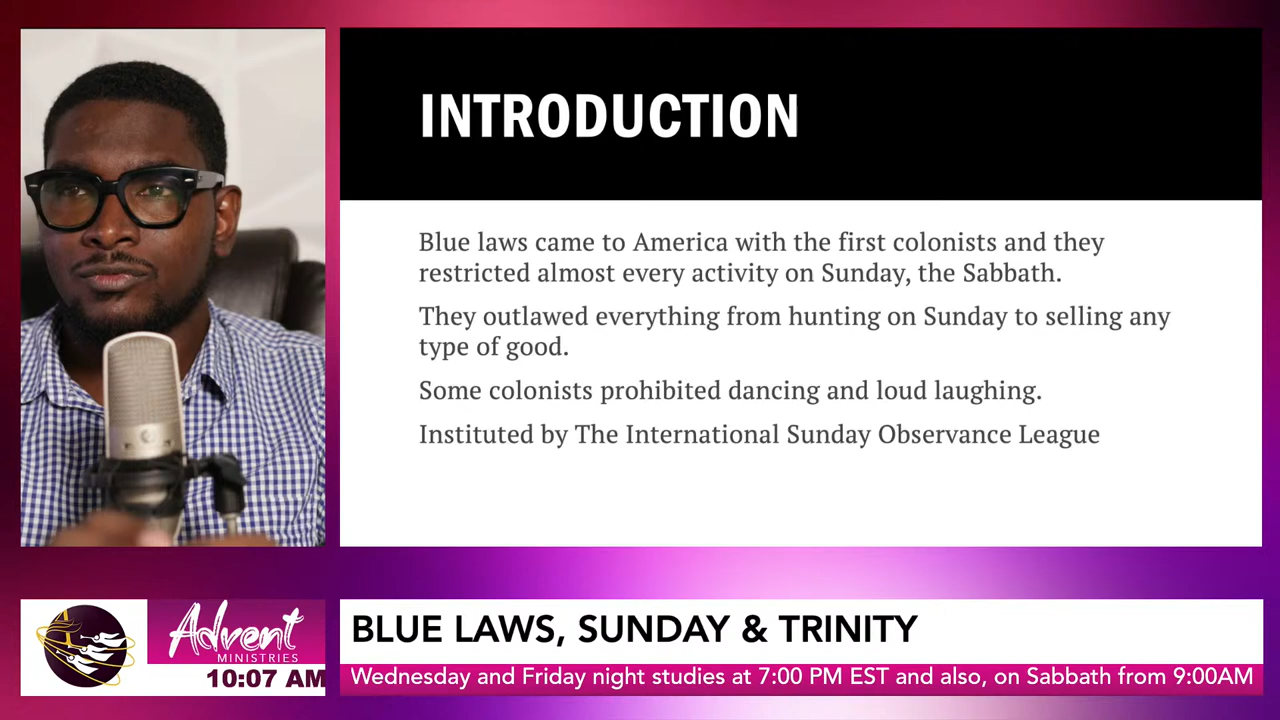 INTRODUCTION
Blue laws came to America with the first colonists and they
restricted almost every activity on Sunday, the Sabbath.
They outlawed everything from hunting on Sunday to selling any
type of good.
Some colonists prohibited dancing and loud laughing.
Instituted by The International Sunday Observance League
Advent
MINISTRIES
10:07 AM
BLUE LAWS, SUNDAY & TRINITY
Wednesday and Friday night studies at 7:00 PM EST and also, on Sabbath from 9:00AM